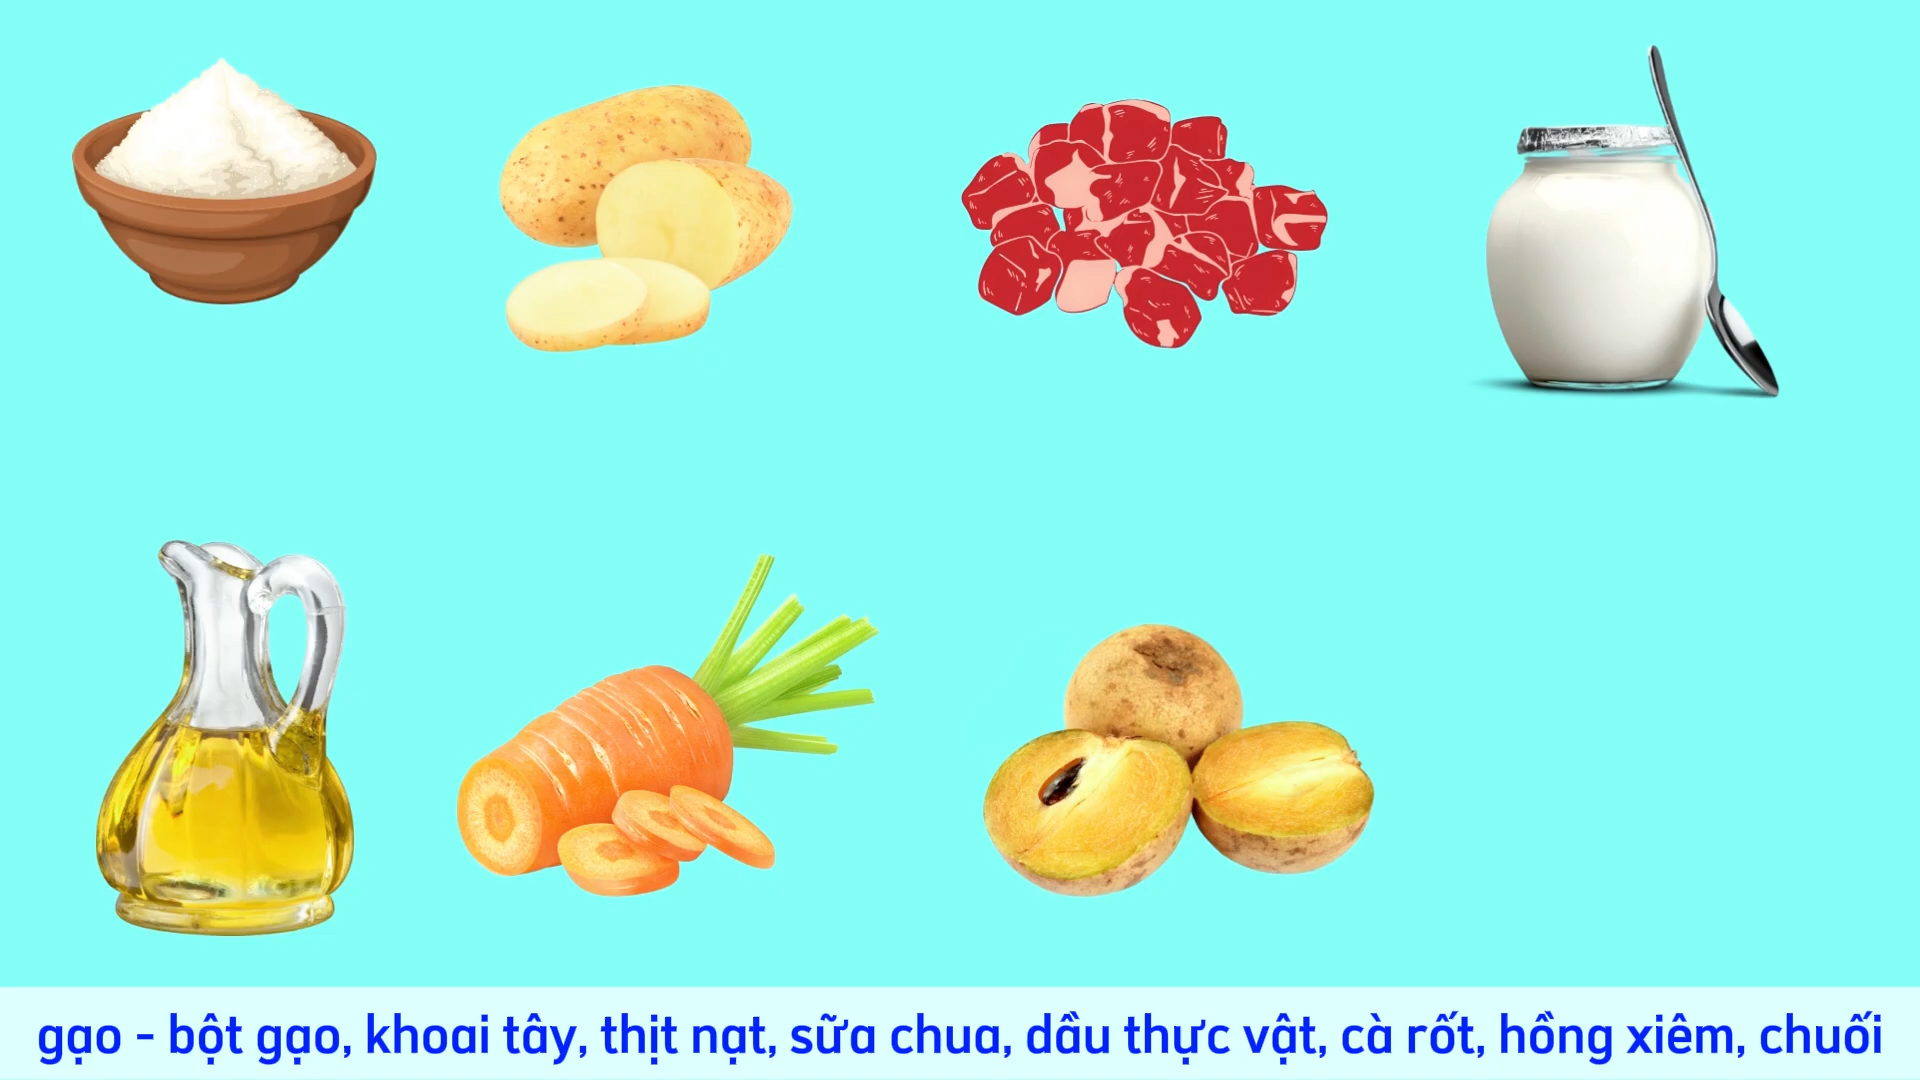 gạo - bột gạo, khoai tây, thịt nạt, sữa chua, dầu thực vật, cà rốt, hồng xiêm, chuối